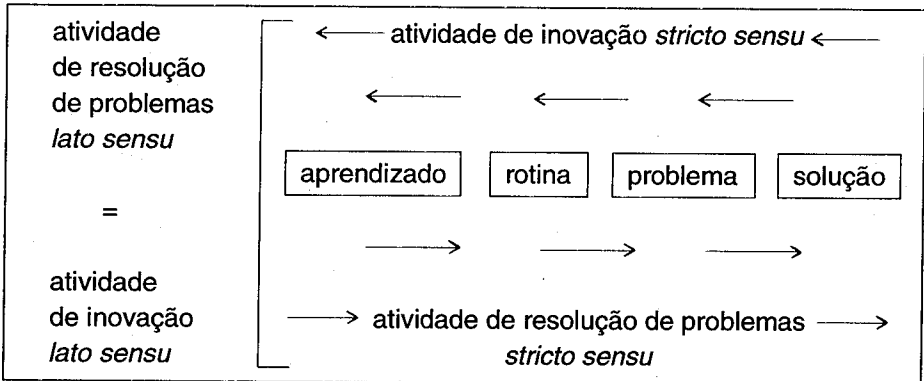 atividade
de resolução
de problemas
lato sensu
=
atividade
de inovação
lato sensu
← atividade de inovação stricto sensu ←
← ← ←
aprendizado rotina problema solução
→ → →
→ atividade de resolução de problemas →
stricto sensu